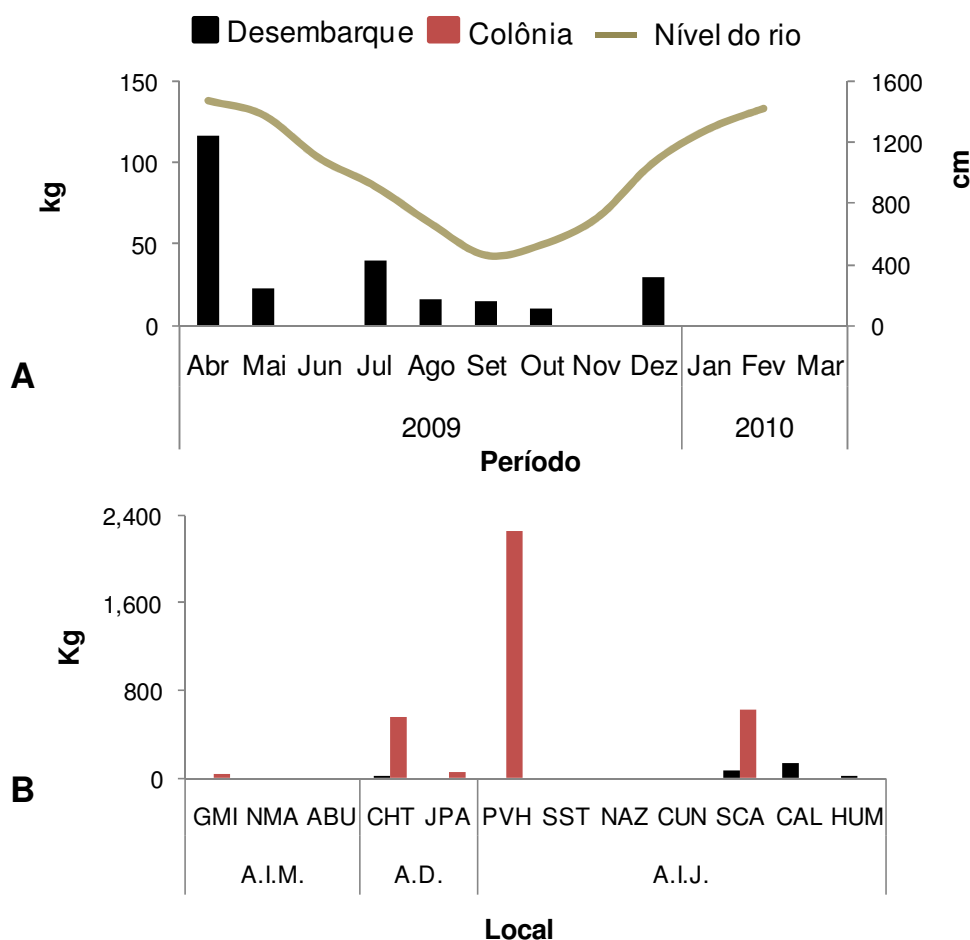 Desembarque Colônia Nível do rio
150 1600
1200
100
kg cm
800
50
400
0 0
Abr Mai Jun Jul Ago Set Out Nov Dez Jan Fev Mar
A
2009 2010
Período
2,400
1,600
Kg
800
0
B
GMI NMA ABU CHT JPA PVH SST NAZ CUN SCA CAL HUM
A.I.M. A.D. A.I.J.
Local